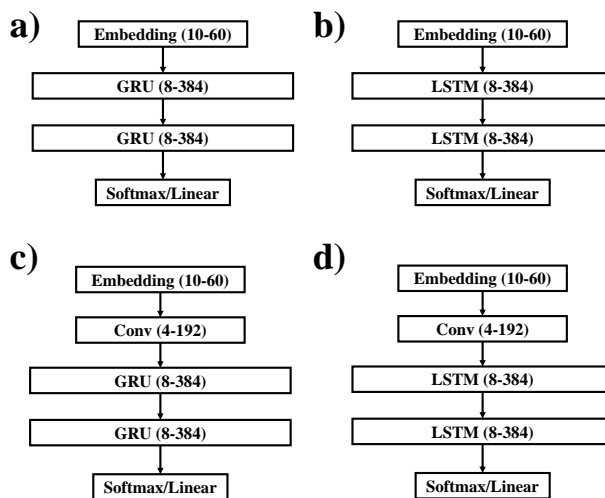 a)
Embedding (10-60)
GRU (8-384)
GRU (8-384)
Softmax/Linear
b)
Embedding (10-60)
LSTM (8-384)
LSTM (8-384)
Softmax/Linear
c)
Embedding (10-60)
Conv (4-192)
GRU (8-384)
GRU (8-384)
Softmax/Linear
d)
Embedding (10-60)
Conv (4-192)
LSTM (8-384)
LSTM (8-384)
Softmax/Linear